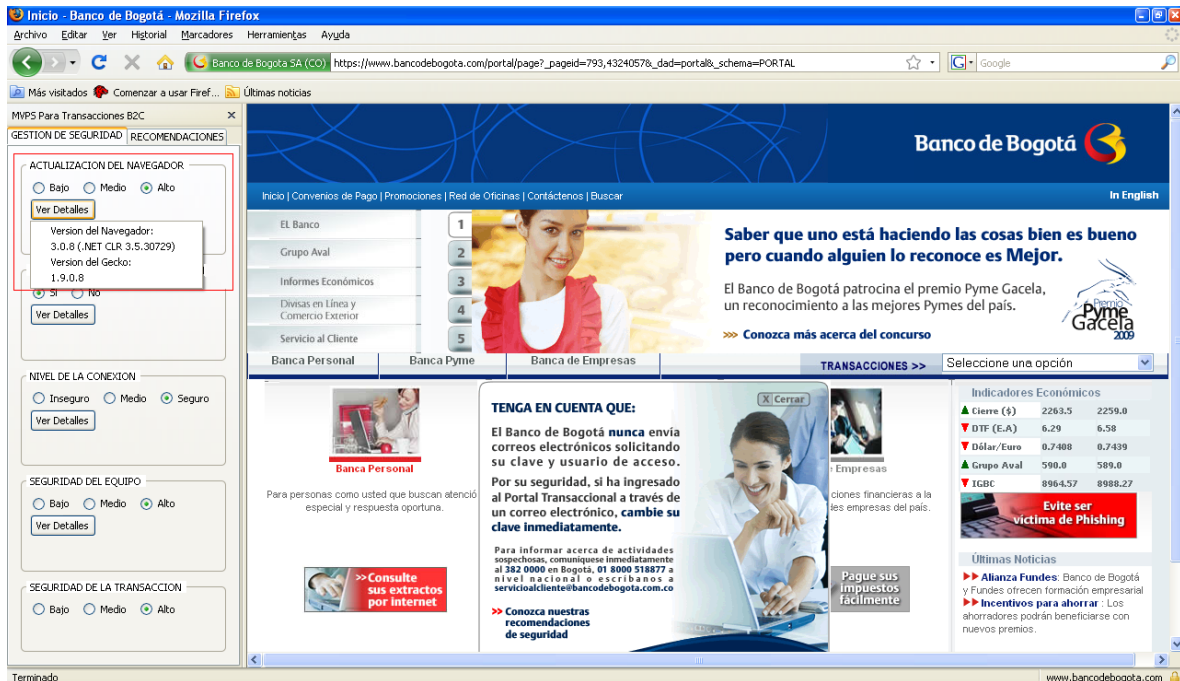 Inicio - Banco de Bogotá - Mozilla Firefox
Archivo Editar Ver Historial Marcadores Herramientas Ayuda
Banco de Bogota SA (CO) https://www.bancodebogota.com/portal/page?_pageid=793,4324057&_dad=portal&_schema=PORTAL
G Google
Más visitados Comenzar a usar Firef... Últimas noticias
MVPS Para Transacciones B2C x
GESTION DE SEGURIDAD RECOMENDACIONES
ACTUALIZACION DEL NAVEGADOR
Bajo Medio Alto
Ver Detalles
Version del Navegador:
3.0.8 (.NET CLR 3.5.30729)
Version del Gecko:
1.9.0.8
Si No
Ver Detalles
NIVEL DE LA CONEXION
Inseguro Medio Seguro
Ver Detalles
SEGURIDAD DEL EQUIPO
Bajo Medio Alto
Ver Detalles
SEGURIDAD DE LA TRANSACCION
Bajo Medio Alto
Banco de Bogotá
Inicio | Convenios de Pago | Promociones | Red de Oficinas | Contáctenos | Buscar
In English
EL Banco 1
Grupo Aval 2
Informes Económicos 3
Divisas en Línea y
Comercio Exterior 4
Servicio al Cliente 5
Saber que uno está haciendo las cosas bien es bueno
pero cuando alguien lo reconoce es Mejor.
El Banco de Bogotá patrocina el premio Pyme Gacela,
un reconocimiento a las mejores Pymes del país.
>>> Conozca más acerca del concurso
Premio
Pyme
Gacela
2009
Banca Personal Banca Pyme Banca de Empresas
TRANSACCIONES >> Seleccione una opción
Banca Personal
Para personas como usted que buscan atenció
especial y respuesta oportuna.
>>Consulte
sus extractos
por internet
X Cerrar
TENGA EN CUENTA QUE:
El Banco de Bogotá nunca envía
correos electrónicos solicitando
su clave y usuario de acceso.
Por su seguridad, si ha ingresado
al Portal Transaccional a través de
un correo electrónico, cambie su
clave inmediatamente.
Para informar acerca de actividades
sospechosas, comuníquese inmediatamente
al 382 0000 en Bogotá, 01 8000 518877 a
nivel nacional o escríbanos a
servicioalcliente@bancodebogota.com.co
>> Conozca nuestras
recomendaciones
de seguridad
Empresas
ciones financieras a la
des empresas del país.
Pague sus
impuestos
fácilmente
Indicadores Económicos
Cierre ($) 2263.5 2259.0
DTF (E.A) 6.29 6.58
Dólar/Euro 0.7408 0.7439
Grupo Aval 590.0 589.0
IGBC 8964.57 8988.27
Evite ser
víctima de Phishing
Últimas Noticias
Alianza Fundes: Banco de Bogotá
y Fundes ofrecen formación empresarial
Incentivos para ahorrar : Los
ahorradores podrán beneficiarse con
nuevos premios.
Terminado
www.bancodebogota.com